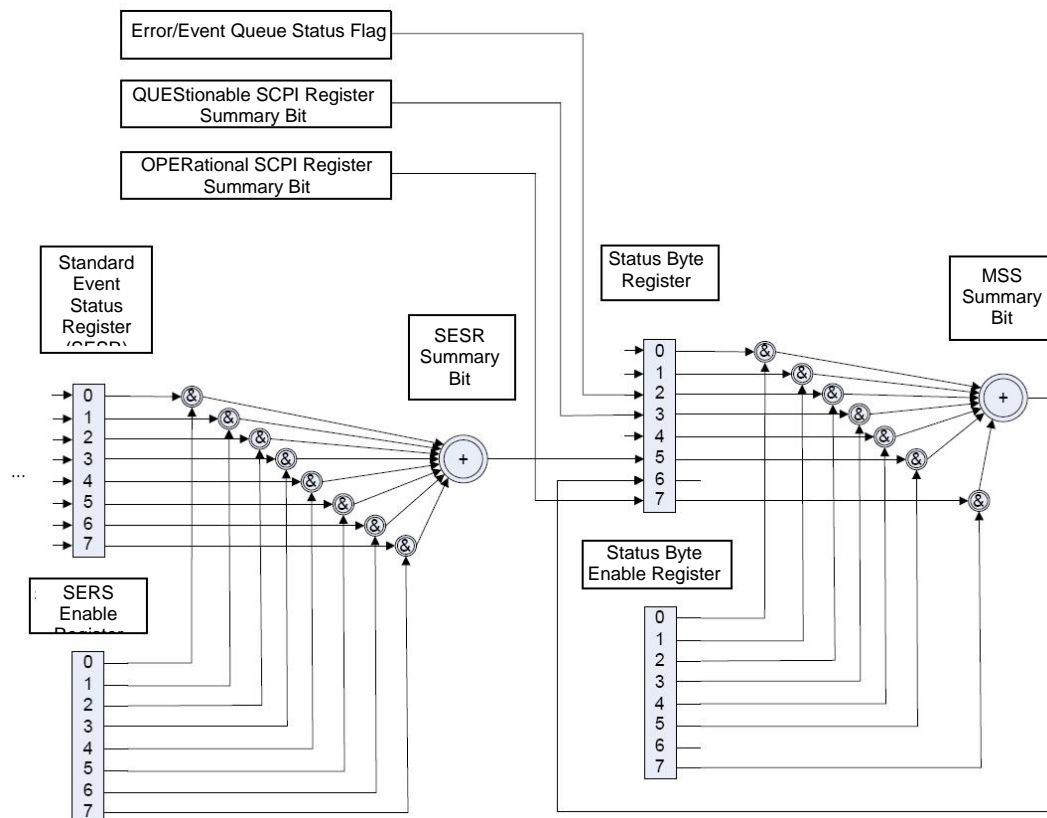 Error/Event Queue Status Flag
QUEStionable SCPI Register
Summary Bit
OPERational SCPI Register
Summary Bit
Standard
Event
Status
Register
(SESR)
SESR
Summary
Bit
Status Byte
Register
MSS
Summary
Bit
0 &
1 &
2 &
3 &
4 &
5 &
6
7 &
+
0 &
1 &
2 &
3 &
4 &
5 &
6 &
7 &
+
...
SERS
Enable
Register
Status Byte
Enable Register
0
1
2
3
4
5
6
7
0
1
2
3
4
5
6
7